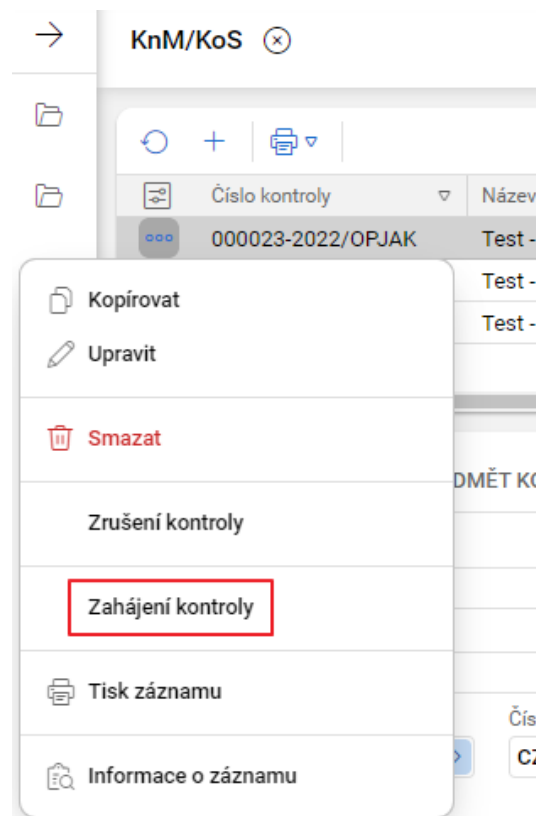 KnM/KoS
Číslo kontroly Název
000023-2022/OPJAK Test -
Test -
Test -
Kopírovat
Upravit
Smazat
DMĚT KO
Zrušení kontroly
Zahájení kontroly
Tisk záznamu
Čís
CZ
Informace o záznamu